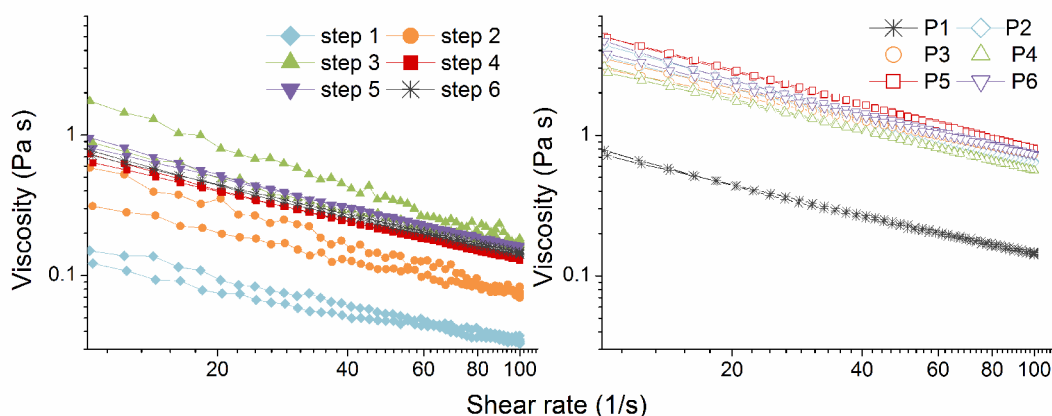 step 1 step 2
step 3 step 4
step 5 step 6
Viscosity (Pa s)
1
0.1
20 40 60 80 100
P1 P2
P3 P4
P5 P6
Viscosity (Pa s)
1
0.1
20 40 60 80 100
Shear rate (1/s)